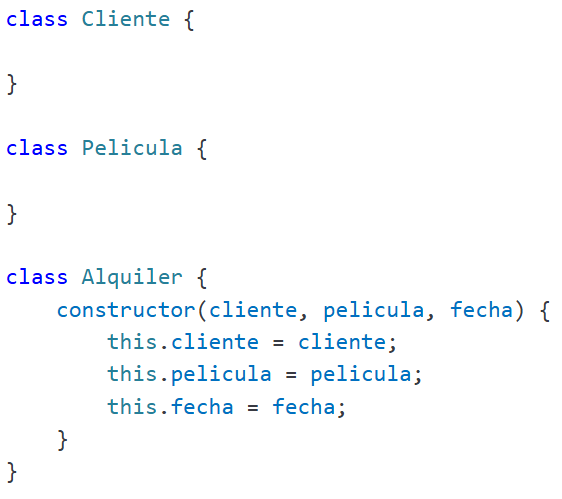 class Cliente {
}
class Pelicula {
}
class Alquiler {
    constructor(cliente, pelicula, fecha) {
        this.cliente = cliente;
        this.pelicula = pelicula;
        this.fecha = fecha;
    }
}